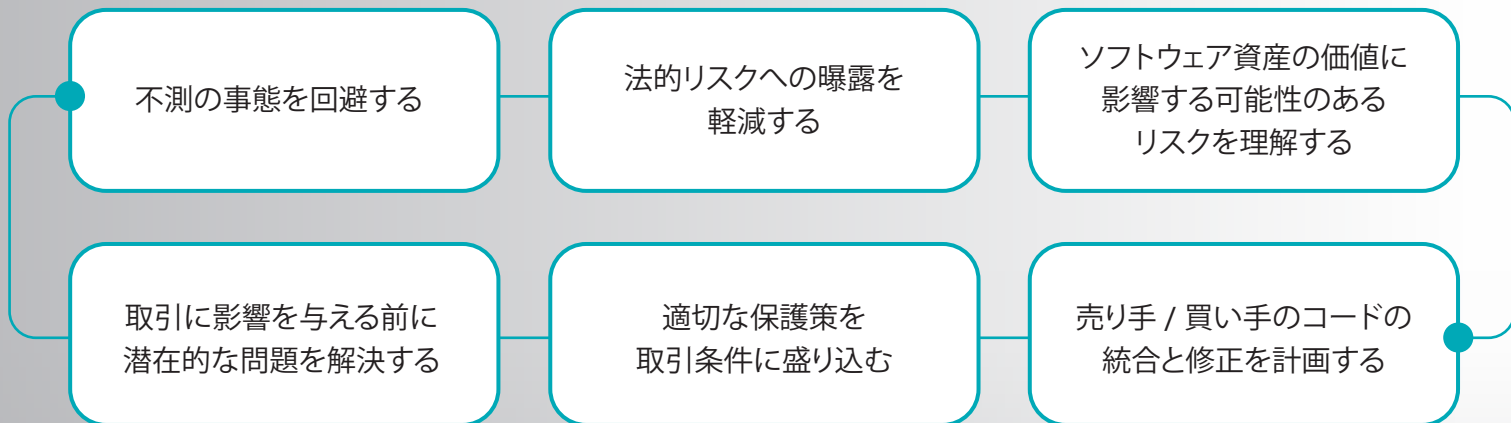 不測の事態を回避する
法的リスクへの曝露を
軽減する
ソフトウェア資産の価値に
影響する可能性のある
リスクを理解する
取引に影響を与える前に
潜在的な問題を解決する
適切な保護策を
取引条件に盛り込む
売り手 / 買い手のコードの
統合と修正を計画する